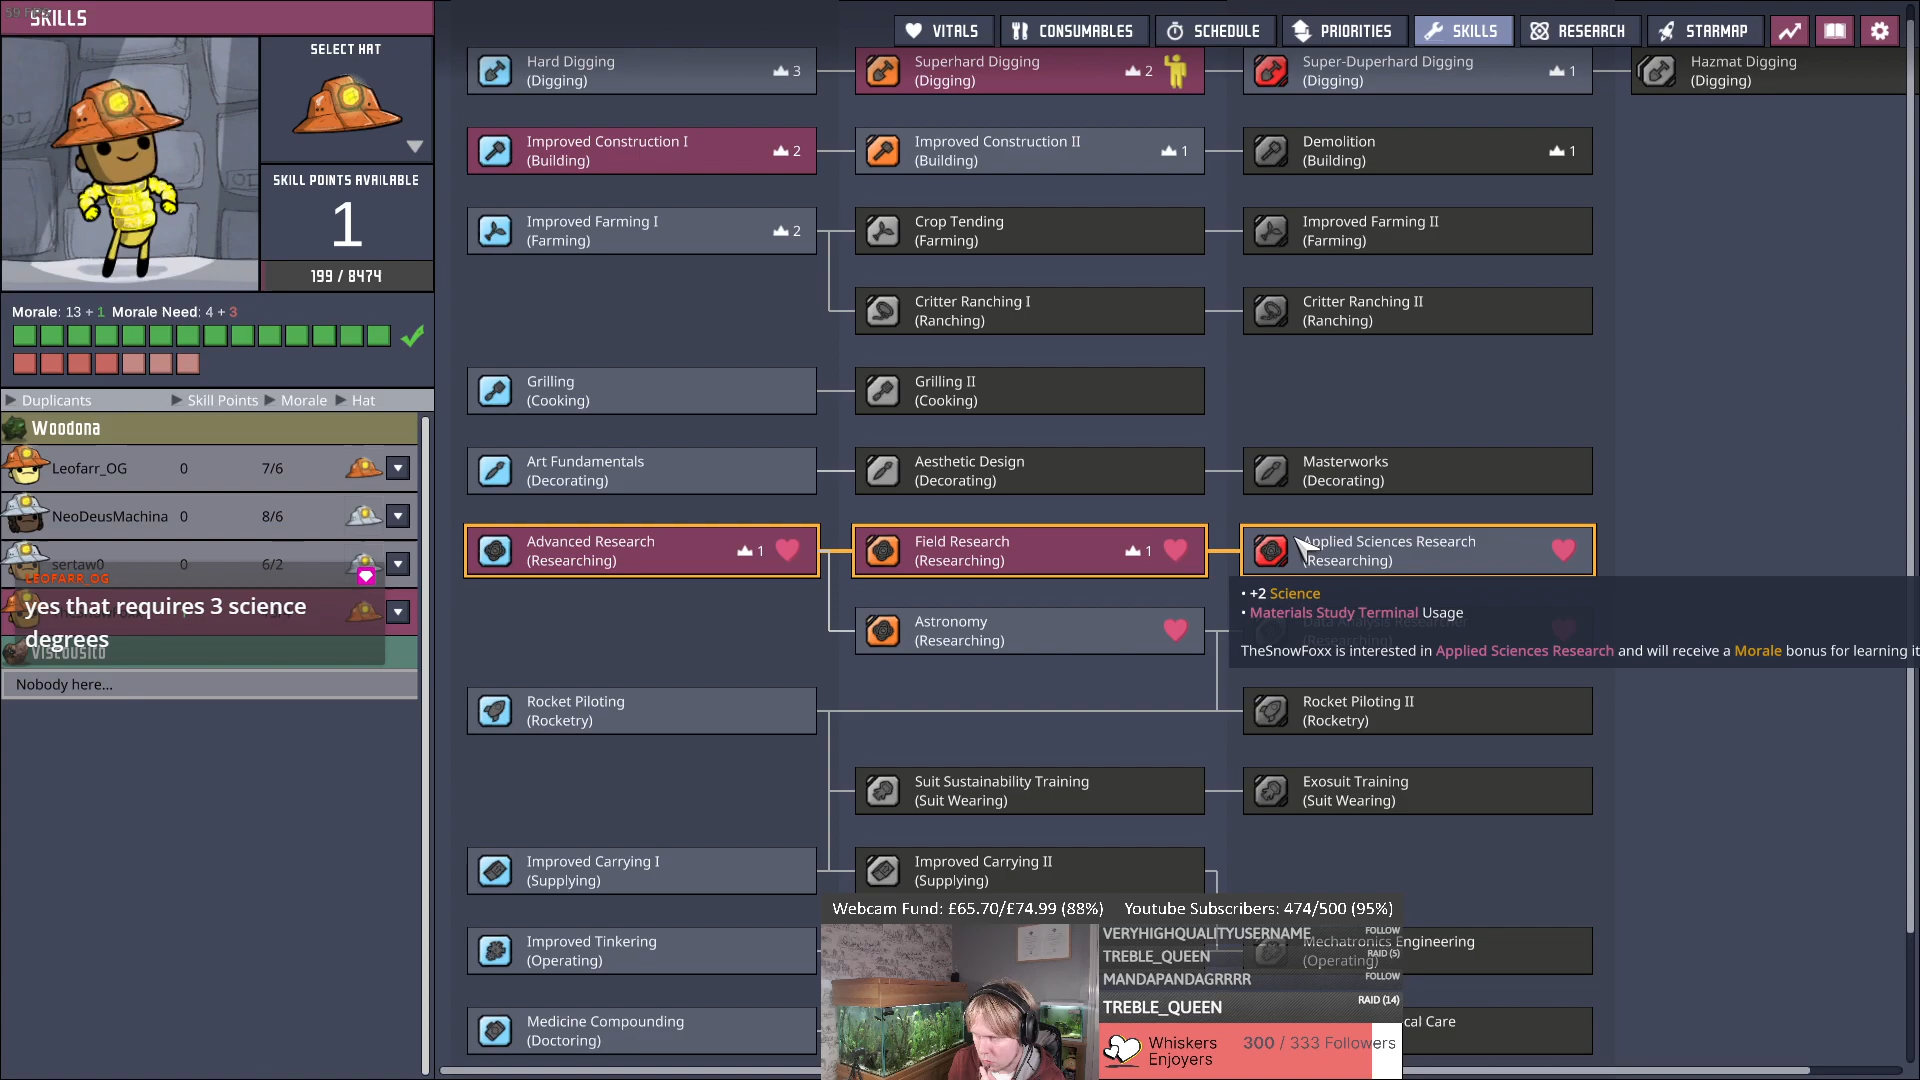 59 FPS
SKILLS
SELECT HAT
SKILL POINTS AVAILABLE
1
199 / 8474
Morale: 13 + 1 Morale Need: 4 + 3
Duplicants Skill Points Morale Hat
Woodona
Leofarr_OG 0 7/6
NeoDeusMachina 0 8/6
sertaw0 0 6/2
LEOFARR_OG
yes that requires 3 science
degrees
Viscousito
Nobody here...
VITALS
CONSUMABLES
SCHEDULE
PRIORITIES
SKILLS
RESEARCH
STARMAP
Hard Digging
(Digging)
3
Superhard Digging
(Digging)
2
Super-Duperhard Digging
(Digging)
1
Hazmat Digging
(Digging)
Improved Construction I
(Building)
2
Improved Construction II
(Building)
1
Demolition
(Building)
1
Improved Farming I
(Farming)
2
Crop Tending
(Farming)
Improved Farming II
(Farming)
Critter Ranching I
(Ranching)
Critter Ranching II
(Ranching)
Grilling
(Cooking)
Grilling II
(Cooking)
Art Fundamentals
(Decorating)
Aesthetic Design
(Decorating)
Masterworks
(Decorating)
Advanced Research
(Researching)
1
Field Research
(Researching)
1
Applied Sciences Research
(Researching)
• +2 Science
• Materials Study Terminal Usage
TheSnowFoxx is interested in Applied Sciences Research and will receive a Morale bonus for learning it
Astronomy
(Researching)
Rocket Piloting
(Rocketry)
Rocket Piloting II
(Rocketry)
Suit Sustainability Training
(Suit Wearing)
Exosuit Training
(Suit Wearing)
Improved Carrying I
(Supplying)
Improved Carrying II
(Supplying)
Improved Tinkering
(Operating)
Mechatronics Engineering
(Operating)
Medicine Compounding
(Doctoring)
cal Care
Webcam Fund: £65.70/£74.99 (88%) Youtube Subscribers: 474/500 (95%)
VERYHIGHQUALITYUSERNAME FOLLOW
TREBLE_QUEEN RAID (5)
MANDAPANDAGRRRR FOLLOW
TREBLE_QUEEN RAID (14)
Whiskers
Enjoyers
300 / 333 Followers